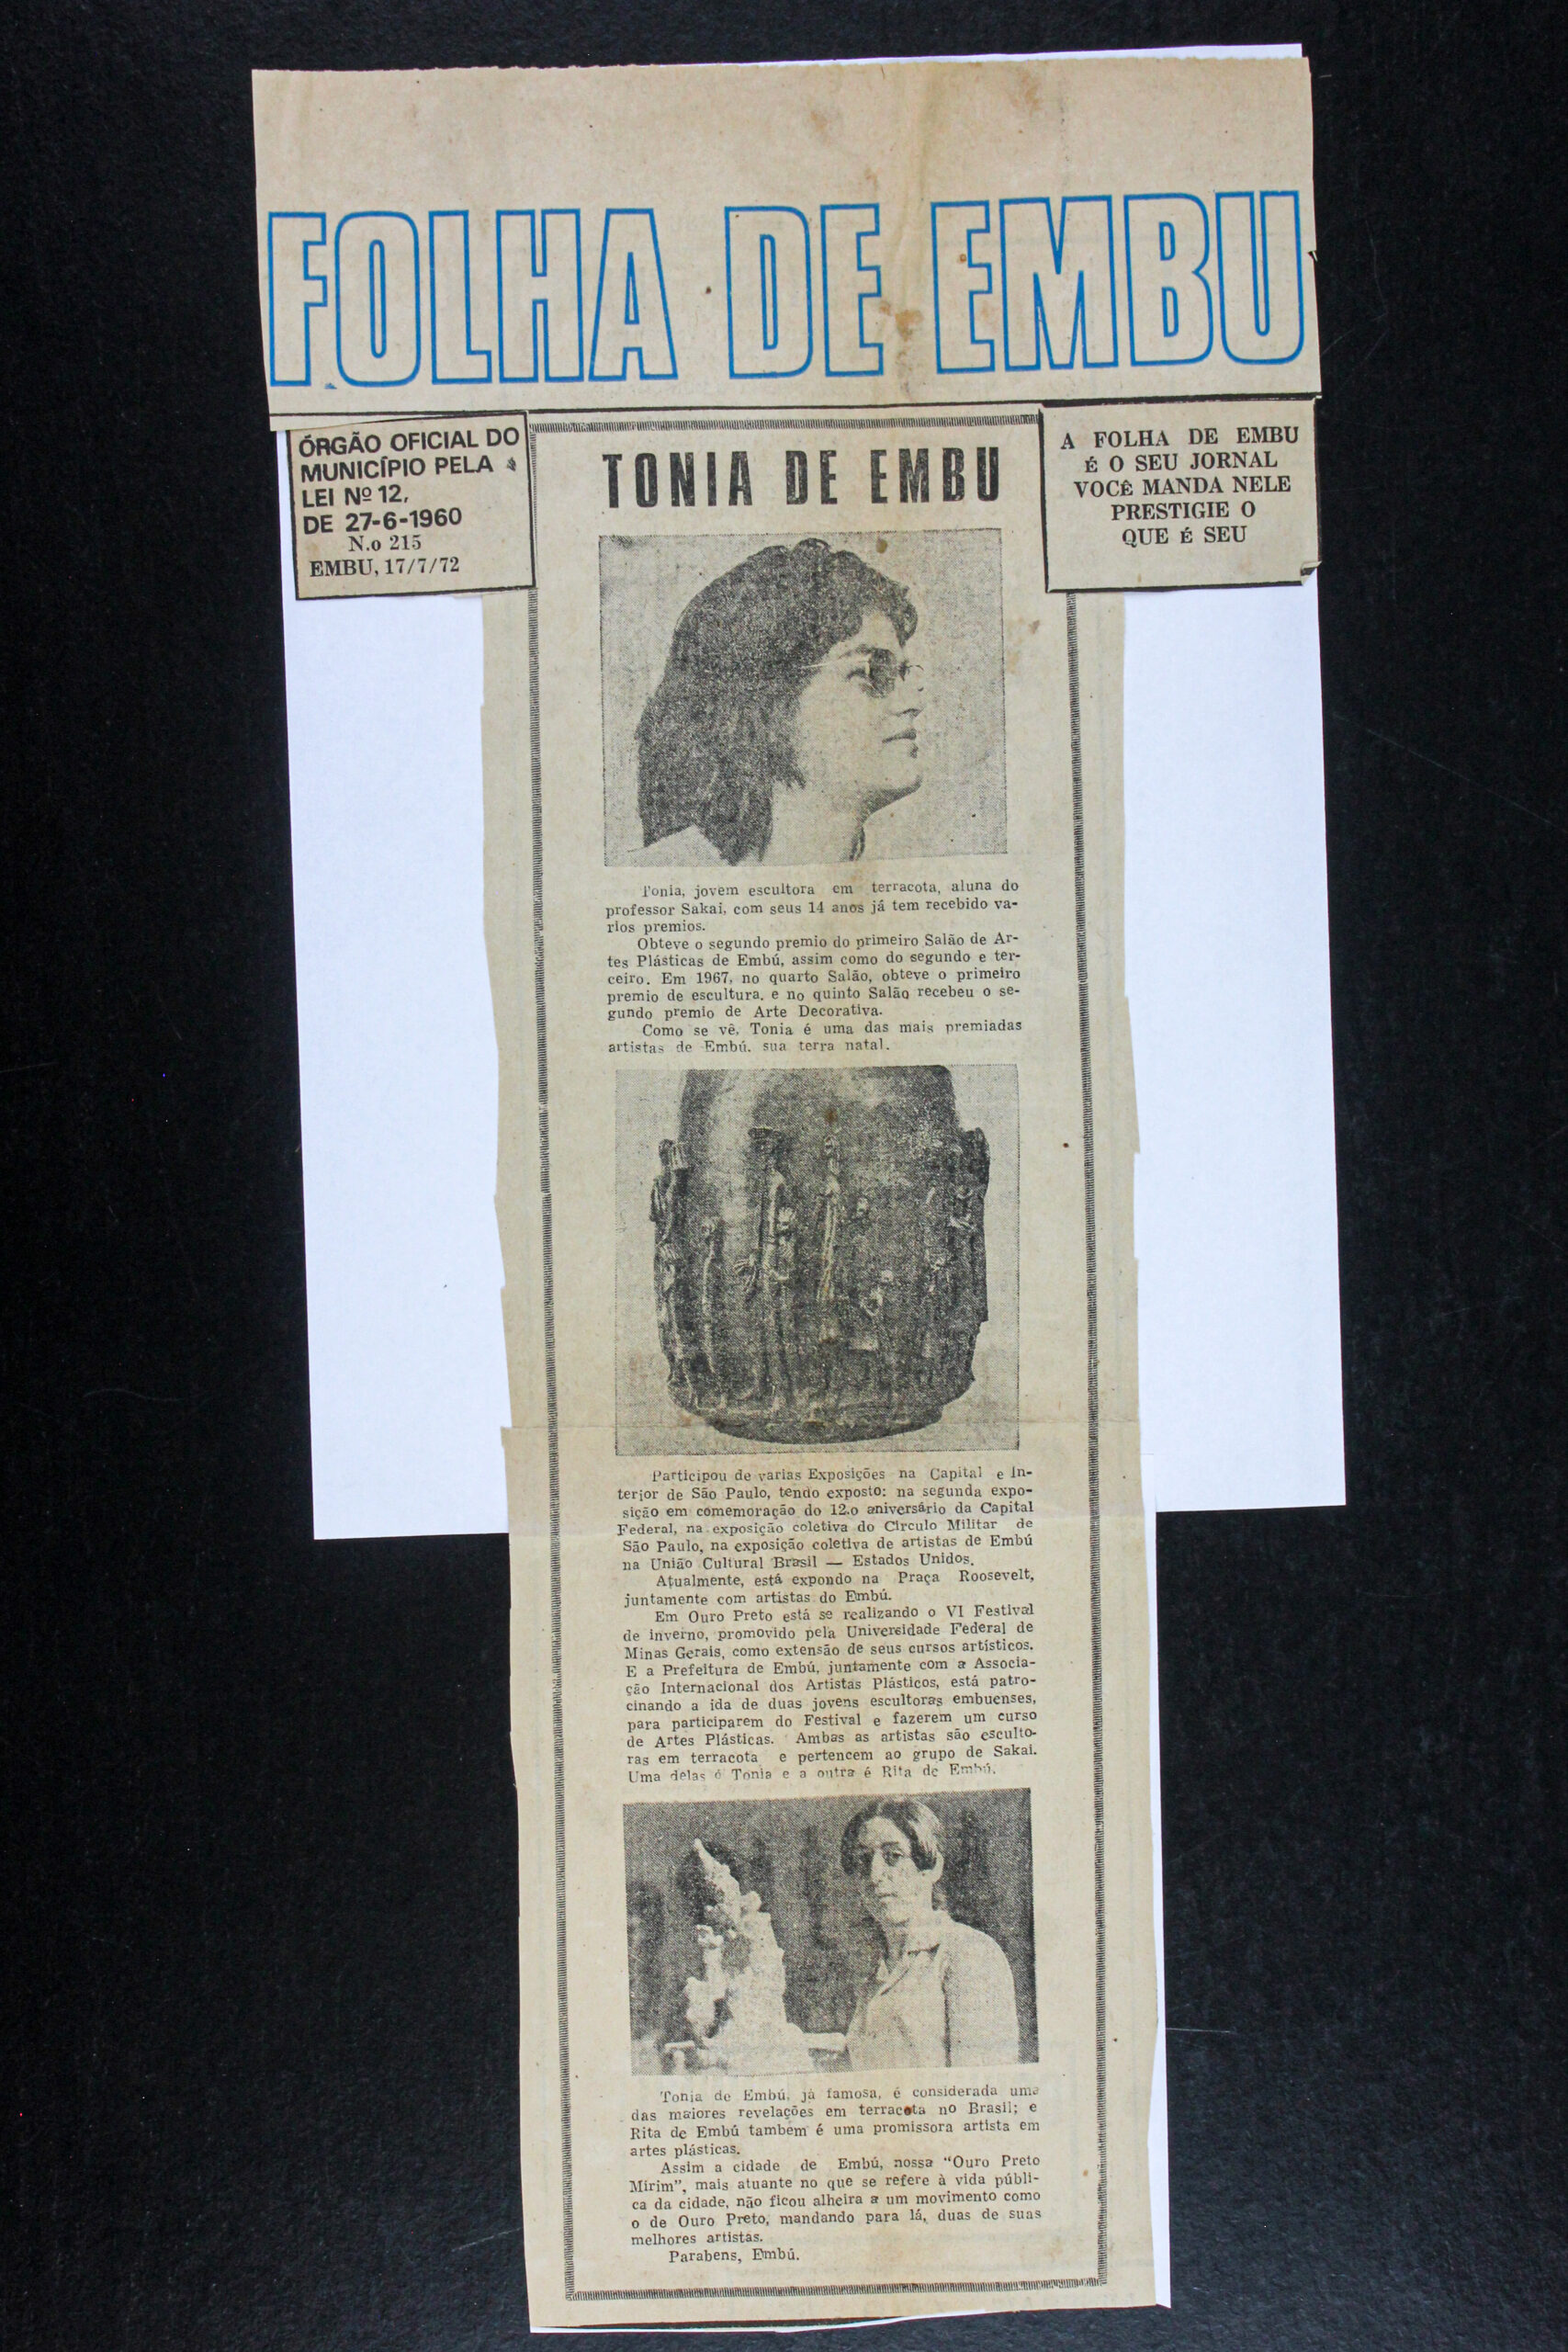 FOLHA DE EMBU
ÓRGÃO OFICIAL DO
MUNICÍPIO PELA
LEI Nº 12,
DE 27-6-1960
N.o 215
EMBU, 17/7/72
A FOLHA DE EMBU
É O SEU JORNAL
VOCÊ MANDA NELE
PRESTIGIE O
QUE É SEU
TONIA DE EMBU
Tonia, jovem escultora em terracota, aluna do
professor Sakai, com seus 14 anos já tem recebido va-
rios premios.
Obteve o segundo premio do primeiro Salão de Ar-
tes Plásticas de Embú, assim como do segundo e ter-
ceiro. Em 1967, no quarto Salão, obteve o primeiro
premio de escultura, e no quinto Salão recebeu o se-
gundo premio de Arte Decorativa.
Como se vê, Tonia é uma das mais premiadas
artistas de Embú, sua terra natal.
Participou de varias Exposições na Capital e in-
terior de São Paulo, tendo exposto: na segunda expo-
sição em comemoração do 12.o aniversário da Capital
Federal, na exposição coletiva do Circulo Militar de
São Paulo, na exposição coletiva de artistas de Embú
na União Cultural Brasil — Estados Unidos.
Atualmente, está expondo na Praça Roosevelt,
juntamente com artistas do Embú.
Em Ouro Preto está se realizando o VI Festival
de inverno, promovido pela Universidade Federal de
Minas Gerais, como extensão de seus cursos artísticos.
E a Prefeitura de Embú, juntamente com a Associa-
ção Internacional dos Artistas Plásticos, está patro-
cinando a ida de duas jovens escultoras embuenses,
para participarem do Festival e fazerem um curso
de Artes Plásticas. Ambas as artistas são esculto-
ras em terracota e pertencem ao grupo de Sakai.
Uma delas é Tonia e a outra é Rita de Embú.
Tonia de Embú, já famosa, é considerada uma
das maiores revelações em terracota no Brasil; e
Rita de Embú tambem é uma promissora artista em
artes plásticas.
Assim a cidade de Embú, nossa "Ouro Preto
Mirim", mais atuante no que se refere à vida públi-
ca da cidade, não ficou alheira a um movimento como
o de Ouro Preto, mandando para lá, duas de suas
melhores artistas.
Parabens, Embú.